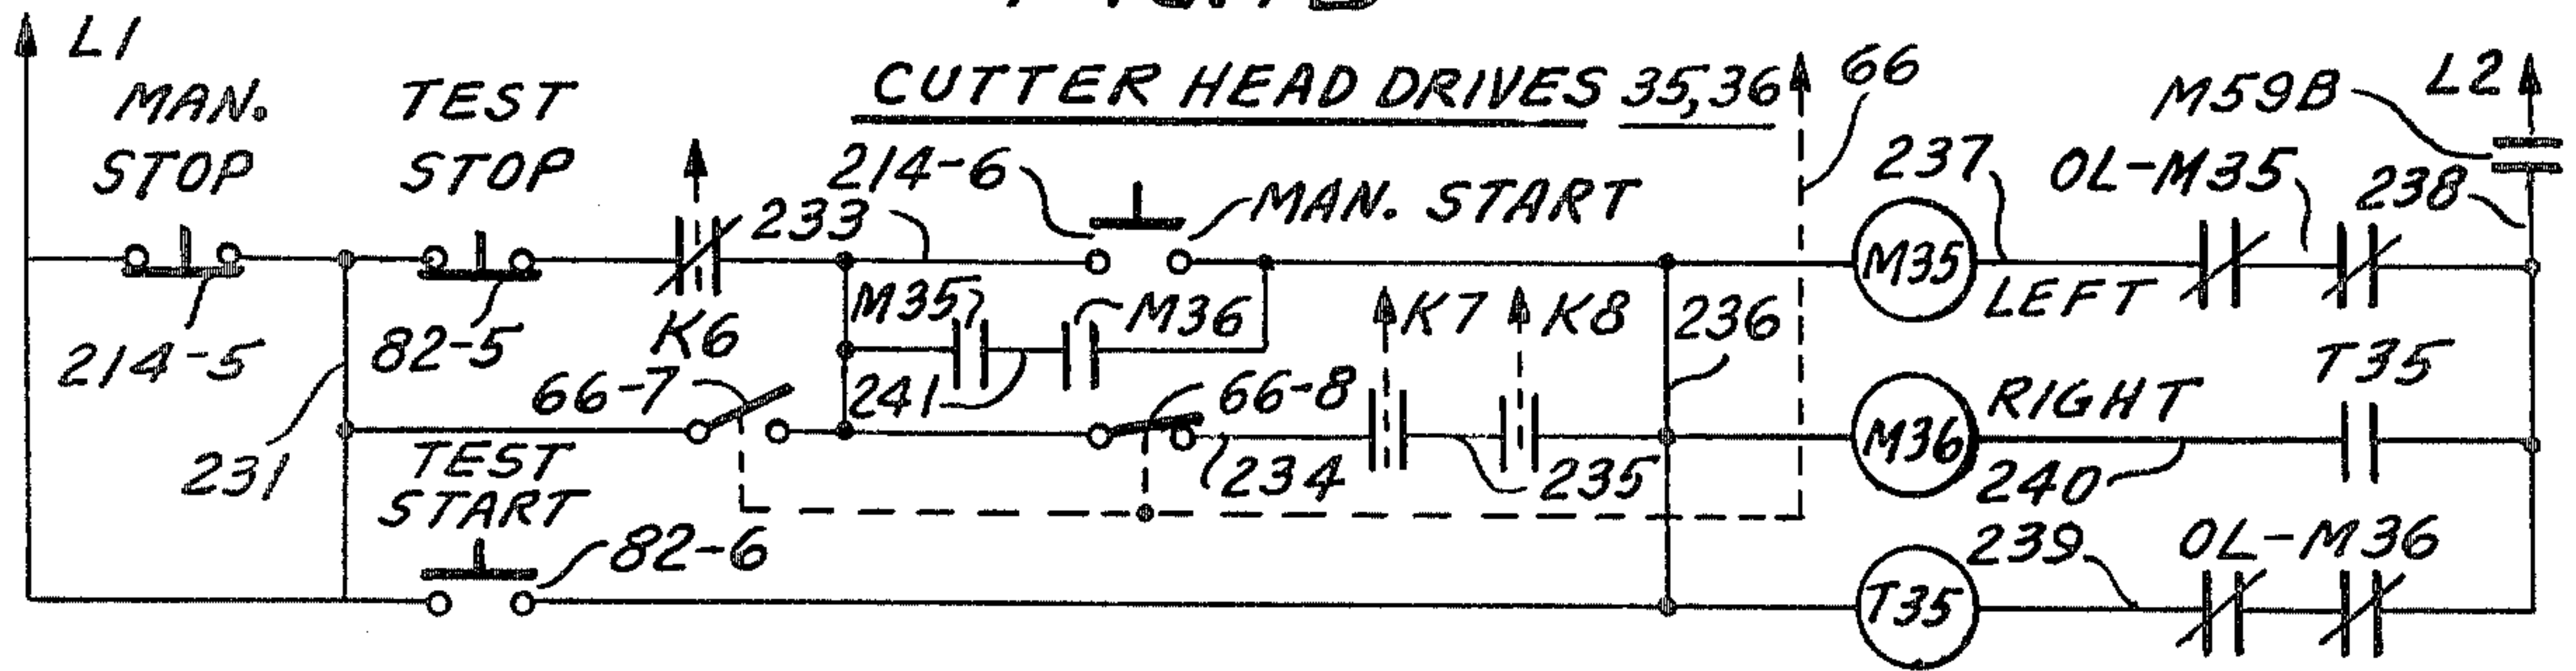 L1
MAN. STOP
TEST STOP
CUTTER HEAD DRIVES 35,36
66
M59B
L2
214-6
MAN. START
237
OL-M35
238
233
M35
LEFT
214-5
82-5
K6
M35
M36
K7
K8
236
T35
241
66-7
66-8
M36
RIGHT
231
TEST START
234
235
240
82-6
239
OL-M36
T35